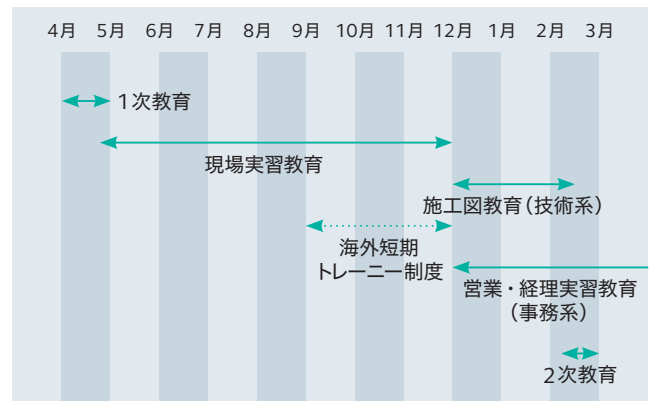 4月 5月 6月 7月 8月 9月 10月 11月 12月 1月 2月 3月
1次教育
現場実習教育
施工図教育(技術系)
海外短期
トレーニー制度
営業・経理実習教育
(事務系)
2次教育